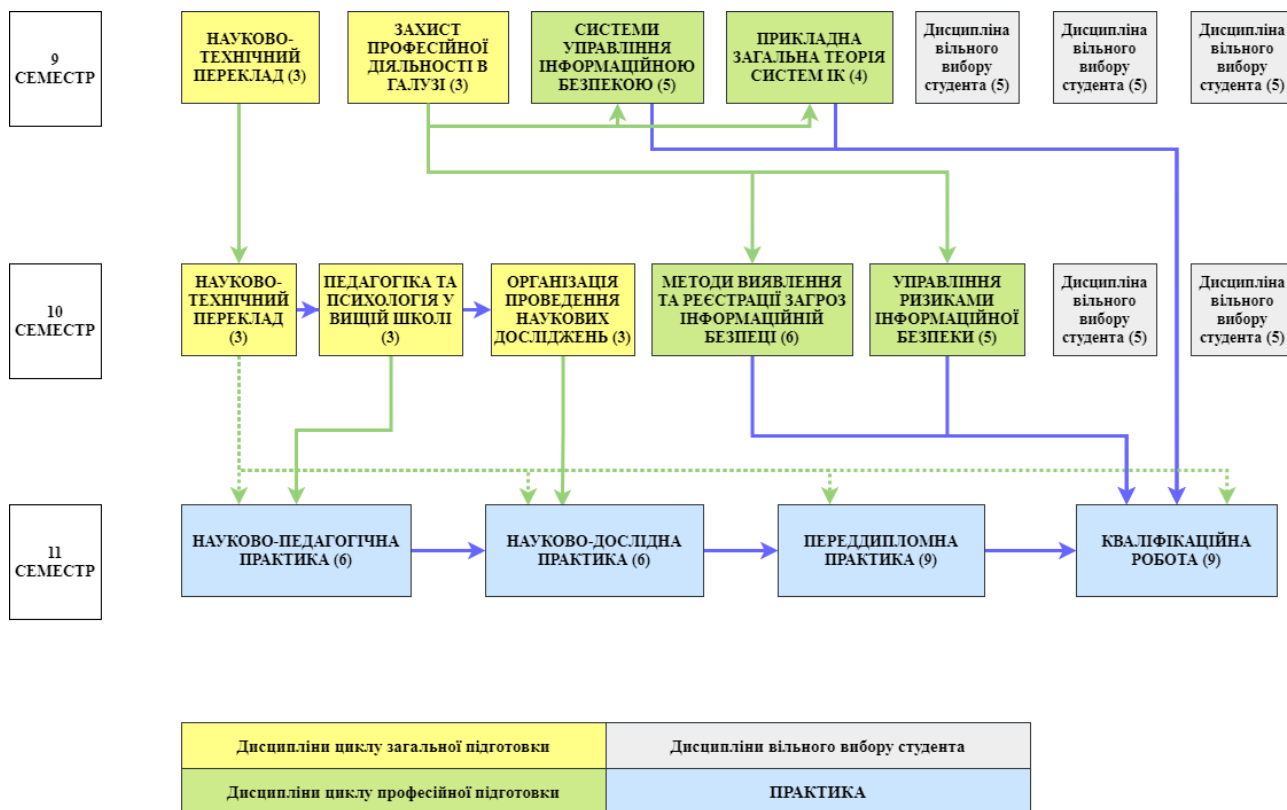 9
СЕМЕСТР
НАУКОВО-
ТЕХНІЧНИЙ
ПЕРЕКЛАД (3)
ЗАХИСТ
ПРОФЕСІЙНОЇ
ДІЯЛЬНОСТІ В
ГАЛУЗІ (3)
СИСТЕМИ
УПРАВЛІННЯ
ІНФОРМАЦІЙНОЮ
БЕЗПЕКОЮ (5)
ПРИКЛАДНА
ЗАГАЛЬНА ТЕОРІЯ
СИСТЕМ ІК (4)
Дисципліна
вільного
вибору
студента (5)
Дисципліна
вільного
вибору
студента (5)
Дисципліна
вільного
вибору
студента (5)
10
СЕМЕСТР
НАУКОВО-
ТЕХНІЧНИЙ
ПЕРЕКЛАД
(3)
ПЕДАГОГІКА ТА
ПСИХОЛОГІЯ У
ВИЩІЙ ШКОЛІ
(3)
ОРГАНІЗАЦІЯ
ПРОВЕДЕННЯ
НАУКОВИХ
ДОСЛІДЖЕНЬ (3)
МЕТОДИ ВИЯВЛЕННЯ
ТА РЕЄСТРАЦІЇ ЗАГРОЗ
ІНФОРМАЦІЙНІЙ
БЕЗПЕЦІ (6)
УПРАВЛІННЯ
РИЗИКАМИ
ІНФОРМАЦІЙНОЇ
БЕЗПЕКИ (5)
Дисципліна
вільного
вибору
студента (5)
Дисципліна
вільного
вибору
студента (5)
11
СЕМЕСТР
НАУКОВО-ПЕДАГОГІЧНА
ПРАКТИКА (6)
НАУКОВО-ДОСЛІДНА
ПРАКТИКА (6)
ПЕРЕДДИПЛОМНА
ПРАКТИКА (9)
КВАЛІФІКАЦІЙНА
РОБОТА (9)
Дисципліни циклу загальної підготовки
Дисципліни вільного вибору студента
Дисципліни циклу професійної підготовки
ПРАКТИКА